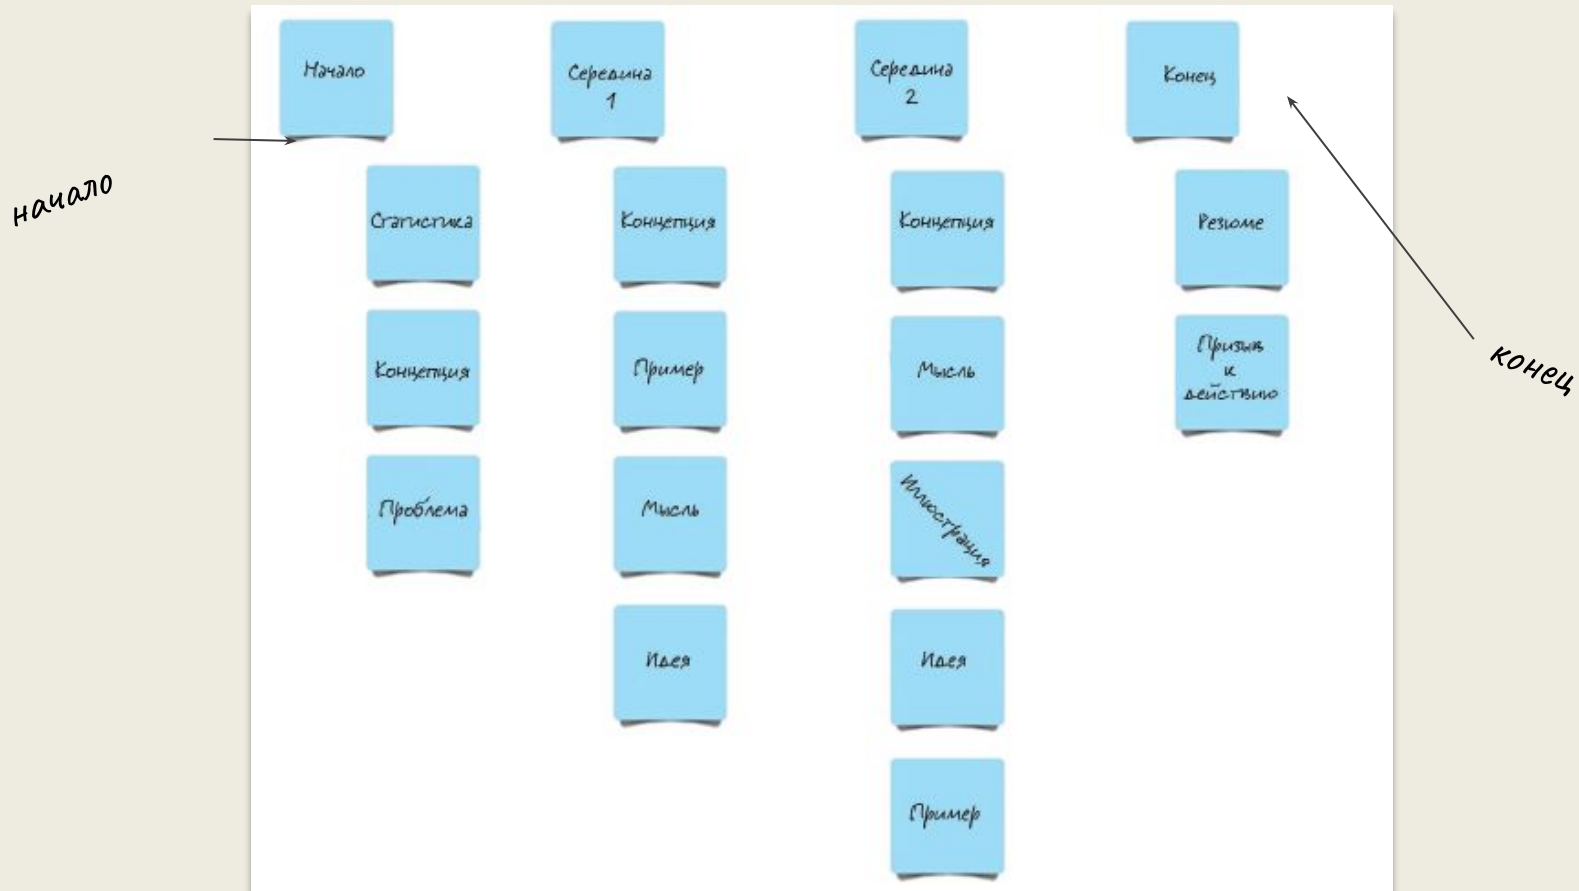 начало
Начало
Статистика
Концепция
Проблема
Середина
1
Концепция
Пример
Мысль
Идея
Середина
2
Концепция
Мысль
Иллюстрация
Идея
Пример
Конец
Резюме
Призыв
к
действию
конец